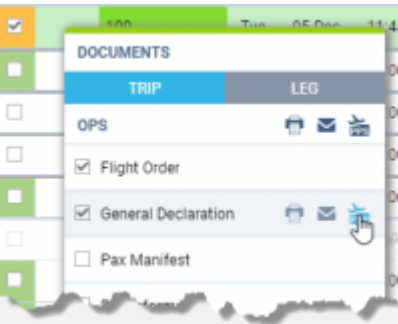 100 Tue 05 Dec
DOCUMENTS
TRIP LEG
OPS
Flight Order
General Declaration
Pax Manifest